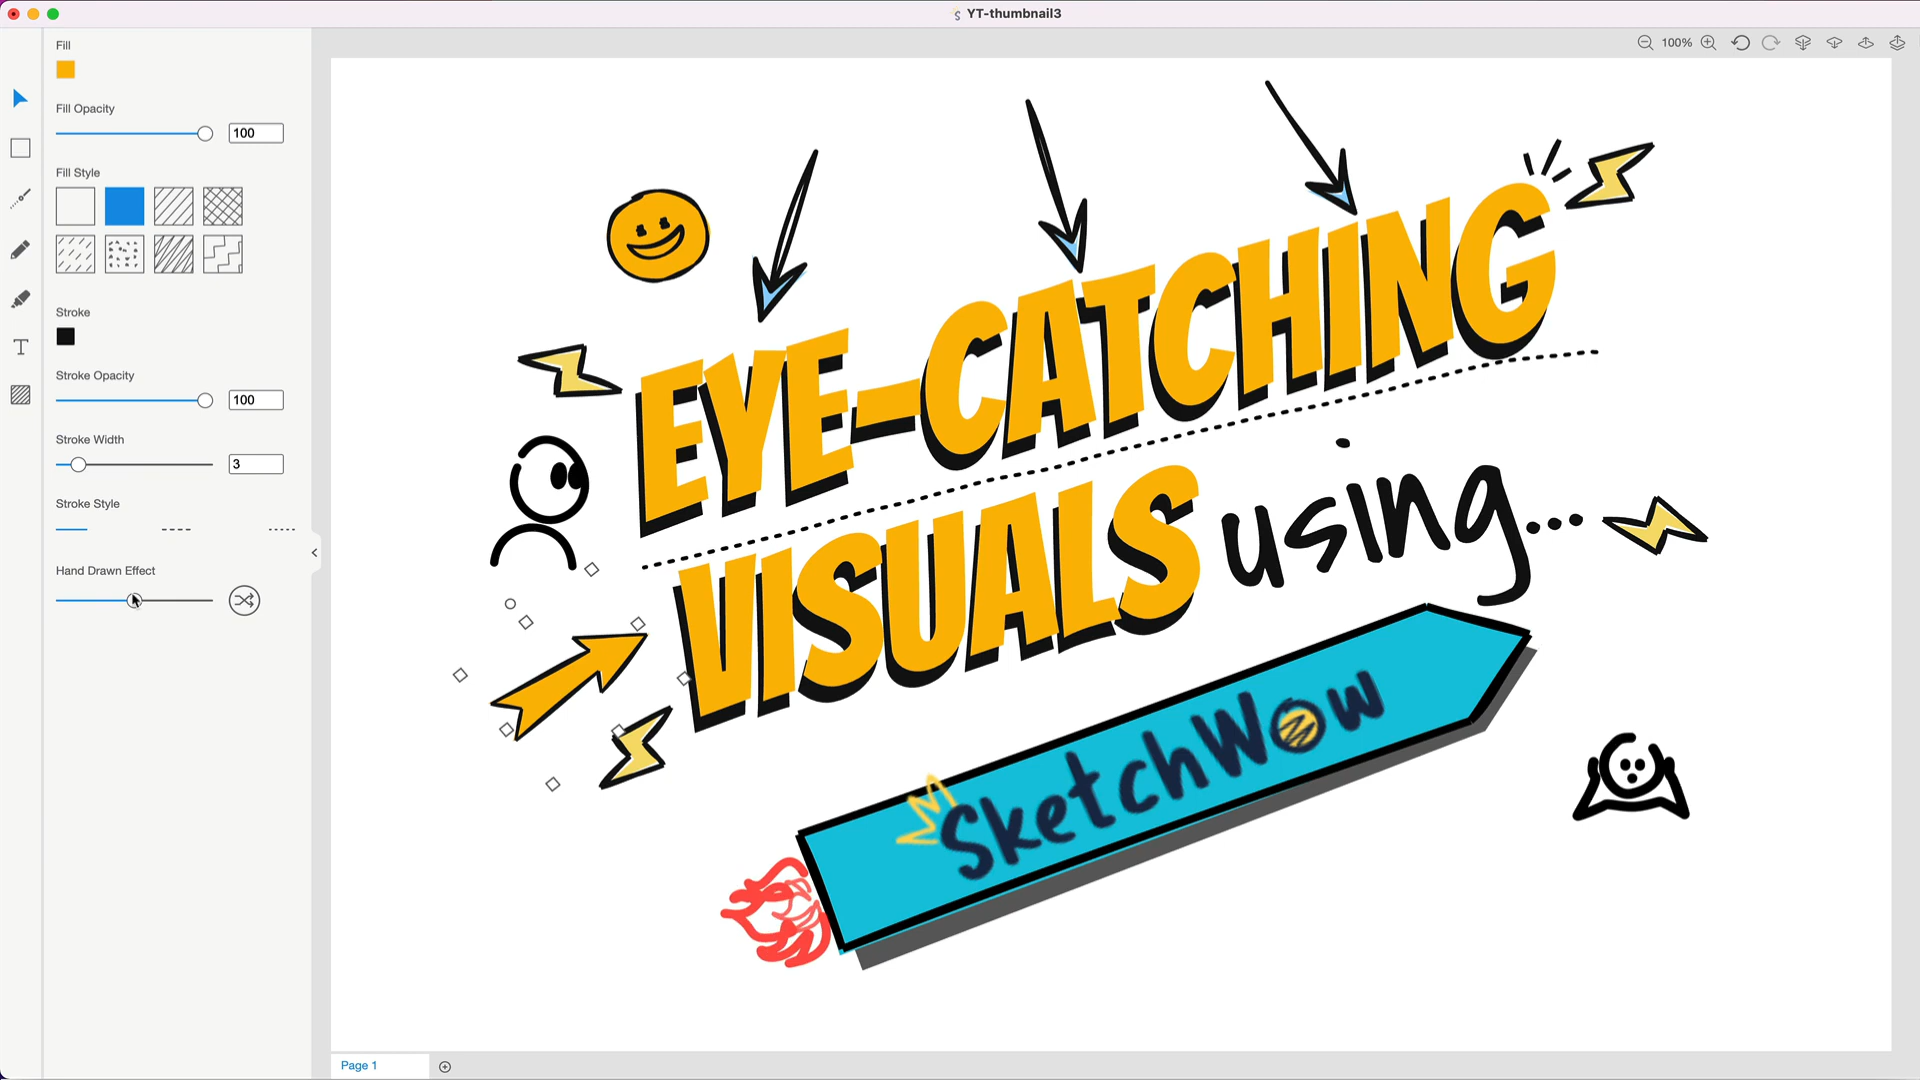 YT-thumbnail3
Fill
100%
Fill Opacity
100
Fill Style
Stroke
Stroke Opacity
100
Stroke Width
3
Stroke Style
Hand Drawn Effect
T
EYE-CATCHING
VISUALS using...
SketchWow
Page 1